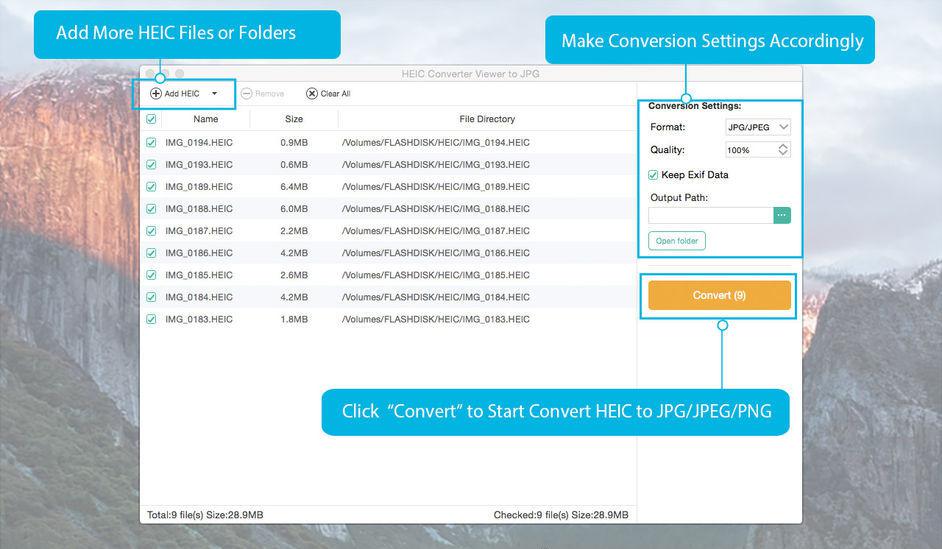 Add More HEIC Files or Folders
Make Conversion Settings Accordingly
HEIC Converter Viewer to JPG
Add HEIC
Remove
Clear All
Name Size File Directory
IMG_0194.HEIC 0.9MB /Volumes/FLASHDISK/HEIC/IMG_0194.HEIC
IMG_0193.HEIC 0.6MB /Volumes/FLASHDISK/HEIC/IMG_0193.HEIC
IMG_0189.HEIC 6.4MB /Volumes/FLASHDISK/HEIC/IMG_0189.HEIC
IMG_0188.HEIC 6.0MB /Volumes/FLASHDISK/HEIC/IMG_0188.HEIC
IMG_0187.HEIC 2.2MB /Volumes/FLASHDISK/HEIC/IMG_0187.HEIC
IMG_0186.HEIC 4.2MB /Volumes/FLASHDISK/HEIC/IMG_0186.HEIC
IMG_0185.HEIC 2.6MB /Volumes/FLASHDISK/HEIC/IMG_0185.HEIC
IMG_0184.HEIC 4.2MB /Volumes/FLASHDISK/HEIC/IMG_0184.HEIC
IMG_0183.HEIC 1.8MB /Volumes/FLASHDISK/HEIC/IMG_0183.HEIC
Conversion Settings:
Format: JPG/JPEG
Quality: 100%
Keep Exif Data
Output Path:
...
Open folder
Convert (9)
Click “Convert” to Start Convert HEIC to JPG/JPEG/PNG
Total:9 file(s) Size:28.9MB
Checked:9 file(s) Size:28.9MB